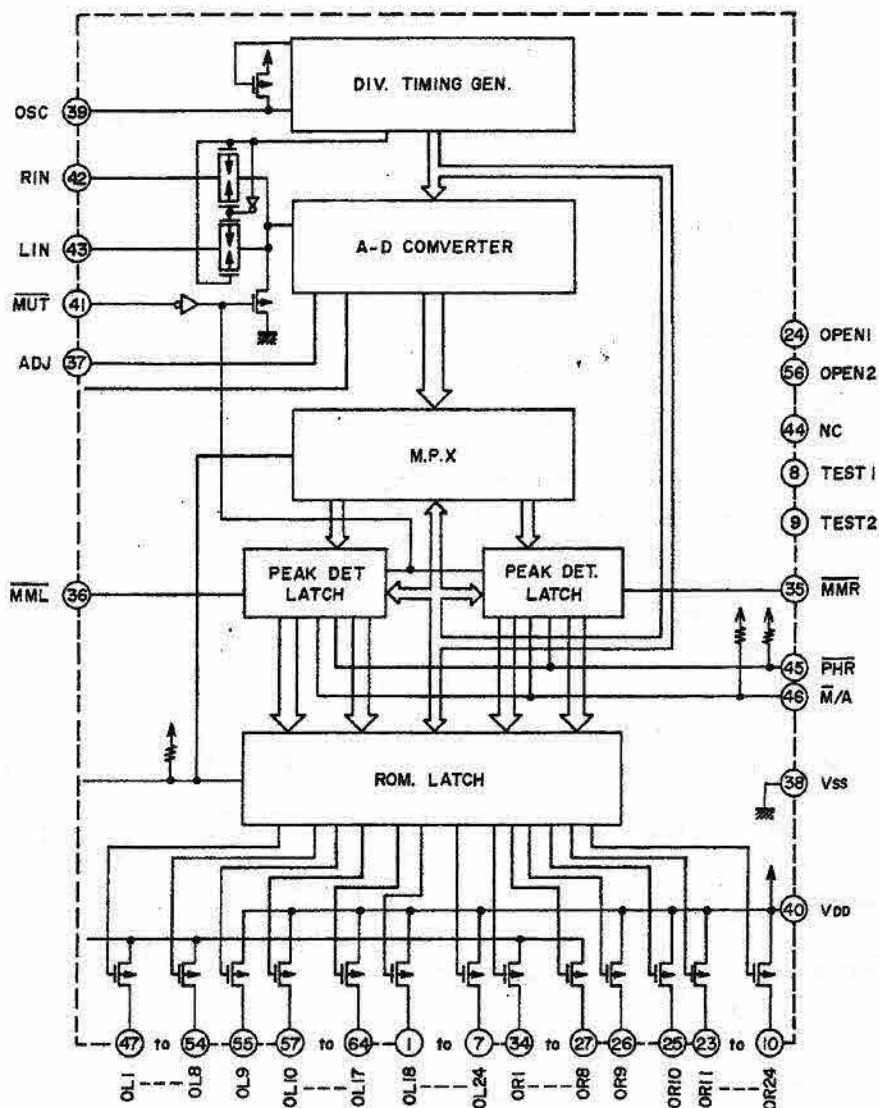 DIV. TIMING GEN.
OSC 39
RIN 42
A-D COMVERTER
LIN 43
MUT 41
ADJ 37
24 OPEN1
56 OPEN2
M.P.X
44 NC
8 TEST1
9 TEST2
PEAK DET LATCH
PEAK DET. LATCH
MML 36
35 MMR
45 PHR
46 M/A
ROM. LATCH
38 VSS
40 VDD
47 to 54 55 57 to 64 1 to 7 34 to 27 26 25 23 to 10
OL1 ---- OL8 OL9 OL10 ---- OL17 OL18 ---- OL24 OR1 ---- OR8 OR9 OR10 OR11 ---- OR24